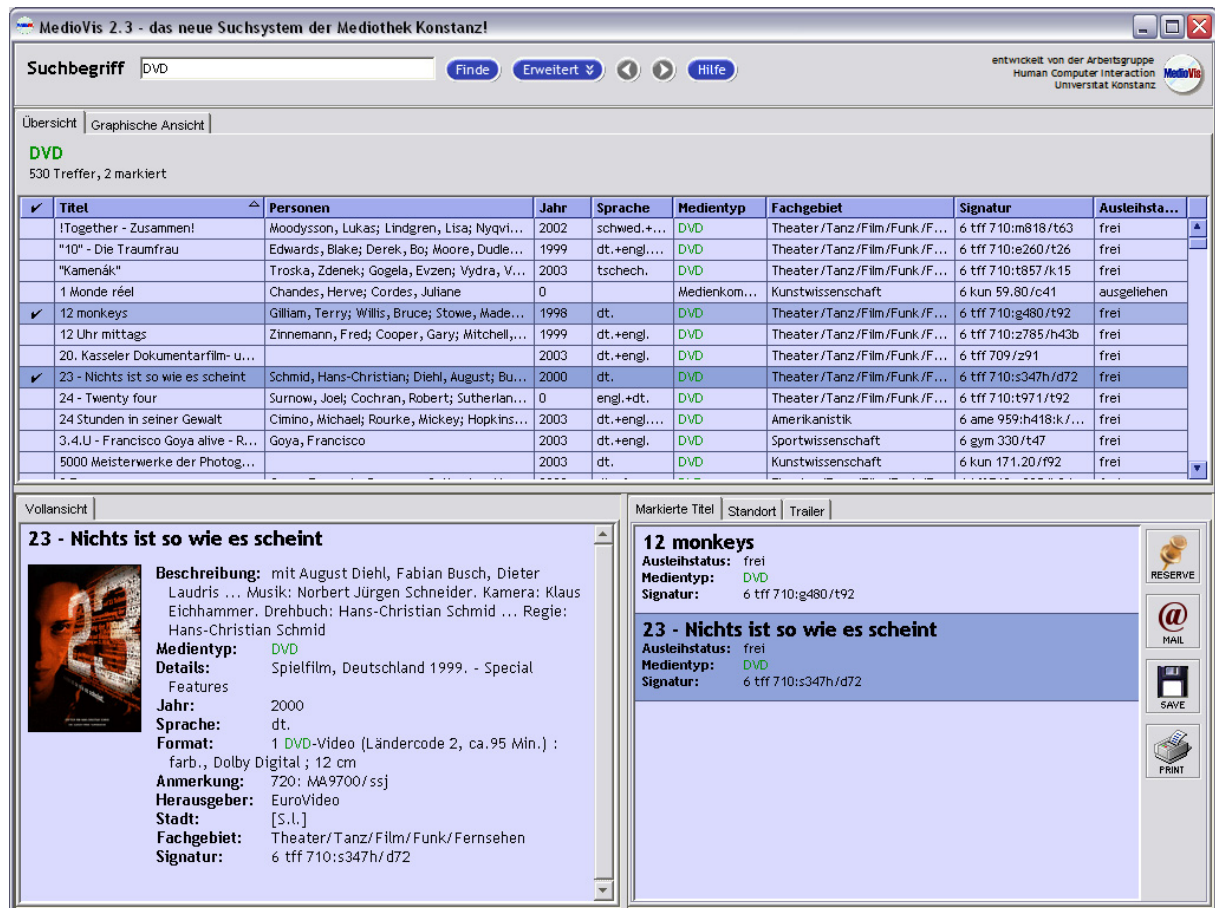 MedioVis 2.3 - das neue Suchsystem der Mediothek Konstanz!
Suchbegriff DVD Finde Erweitert Hilfe
entwickelt von der Arbeitsgruppe
Human Computer Interaction
Universitat Konstanz
MedioVis
Übersicht Graphische Ansicht
DVD
530 Treffer, 2 markiert
✔ Titel Personen Jahr Sprache Medientyp Fachgebiet Signatur Ausleihsta...
!Together - Zusammen! Moodysson, Lukas; Lindgren, Lisa; Nyqvi... 2002 schwed.+... DVD Theater/Tanz/Film/Funk/F... 6 tff 710:m818/t63 frei
"10" - Die Traumfrau Edwards, Blake; Derek, Bo; Moore, Dudle... 1999 dt.+engl.... DVD Theater/Tanz/Film/Funk/F... 6 tff 710:e260/t26 frei
"Kamenák" Troska, Zdenek; Gogela, Evzen; Vydra, V... 2003 tschech. DVD Theater/Tanz/Film/Funk/F... 6 tff 710:t857/k15 frei
1 Monde réel Chandes, Herve; Cordes, Juliane 0 Medienkom... Kunstwissenschaft 6 kun 59.80/c41 ausgeliehen
✔ 12 monkeys Gilliam, Terry; Willis, Bruce; Stowe, Made... 1998 dt. DVD Theater/Tanz/Film/Funk/F... 6 tff 710:g480/t92 frei
12 Uhr mittags Zinnemann, Fred; Cooper, Gary; Mitchell,... 1999 dt.+engl. DVD Theater/Tanz/Film/Funk/F... 6 tff 710:z785/h43b frei
20. Kasseler Dokumentarfilm- u... 2003 dt.+engl. DVD Theater/Tanz/Film/Funk/F... 6 tff 709/z91 frei
✔ 23 - Nichts ist so wie es scheint Schmid, Hans-Christian; Diehl, August; Bu... 2000 dt. DVD Theater/Tanz/Film/Funk/F... 6 tff 710:s347h/d72 frei
24 - Twenty four Surnow, Joel; Cochran, Robert; Sutherlan... 0 engl.+dt. DVD Theater/Tanz/Film/Funk/F... 6 tff 710:t971/t92 frei
24 Stunden in seiner Gewalt Cimino, Michael; Rourke, Mickey; Hopkins... 2003 dt.+engl.... DVD Amerikanistik 6 ame 959:h418:k/... frei
3.4.U - Francisco Goya alive - R... Goya, Francisco 2003 dt.+engl. DVD Sportwissenschaft 6 gym 330/t47 frei
5000 Meisterwerke der Photog... 2003 dt. DVD Kunstwissenschaft 6 kun 171.20/f92 frei
Vollansicht
23 - Nichts ist so wie es scheint
23
Beschreibung: mit August Diehl, Fabian Busch, Dieter
Laudris ... Musik: Norbert Jürgen Schneider. Kamera: Klaus
Eichhammer. Drehbuch: Hans-Christian Schmid ... Regie:
Hans-Christian Schmid
Medientyp: DVD
Details: Spielfilm, Deutschland 1999. - Special
Features
Jahr: 2000
Sprache: dt.
Format: 1 DVD-Video (Ländercode 2, ca.95 Min.) :
farb., Dolby Digital ; 12 cm
Anmerkung: 720: MA9700/ssj
Herausgeber: EuroVideo
Stadt: [S.l.]
Fachgebiet: Theater/Tanz/Film/Funk/Fernsehen
Signatur: 6 tff 710:s347h/d72
Markierte Titel Standort Trailer
12 monkeys
Ausleihstatus: frei
Medientyp: DVD
Signatur: 6 tff 710:g480/t92
23 - Nichts ist so wie es scheint
Ausleihstatus: frei
Medientyp: DVD
Signatur: 6 tff 710:s347h/d72
RESERVE
MAIL
SAVE
PRINT